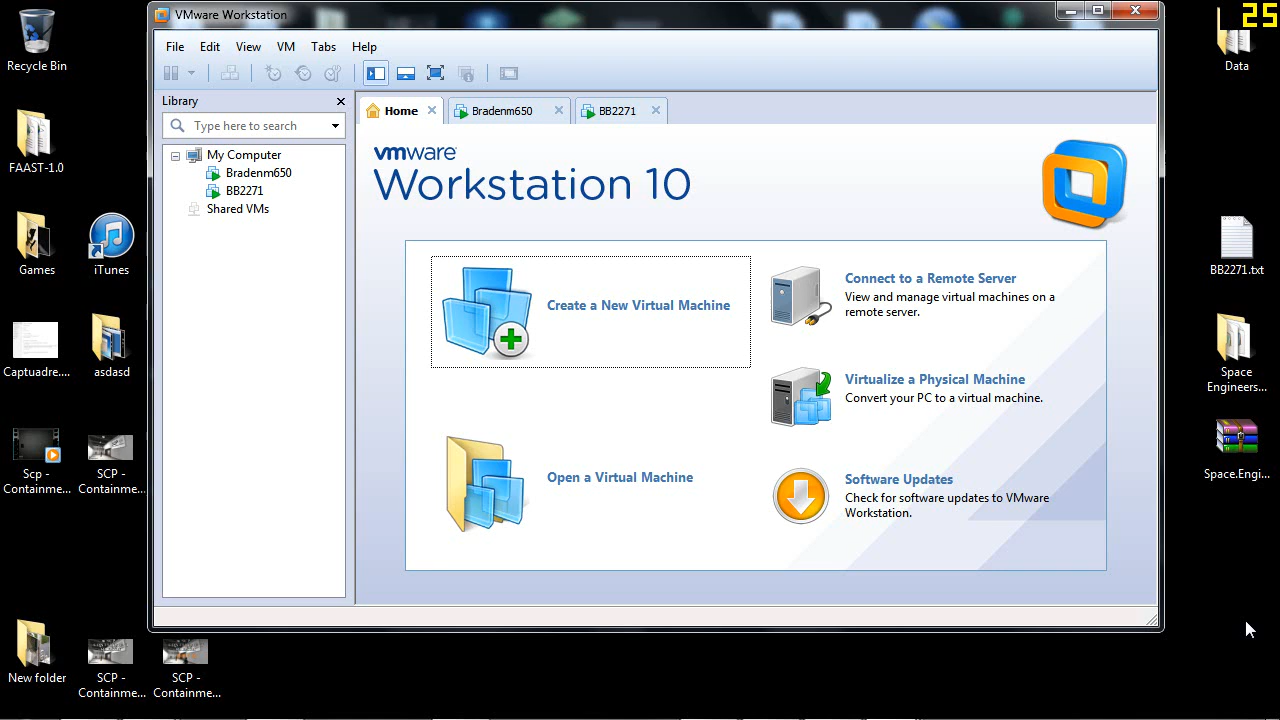 VMware Workstation
25
File Edit View VM Tabs Help
Library
Type here to search
My Computer
Bradenm650
BB2271
Shared VMs
Home
Bradenm650
BB2271
vmware
Workstation 10
Create a New Virtual Machine
Open a Virtual Machine
Connect to a Remote Server
View and manage virtual machines on a
remote server.
Virtualize a Physical Machine
Convert your PC to a virtual machine.
Software Updates
Check for software updates to VMware
Workstation.
Recycle Bin
FAAST-1.0
Games
iTunes
Captuadre....
asdasd
Scp -
Containme...
SCP -
Containme...
New folder
SCP -
Containme...
SCP -
Containme...
Data
BB2271.txt
Space
Engineers...
Space.Engi...